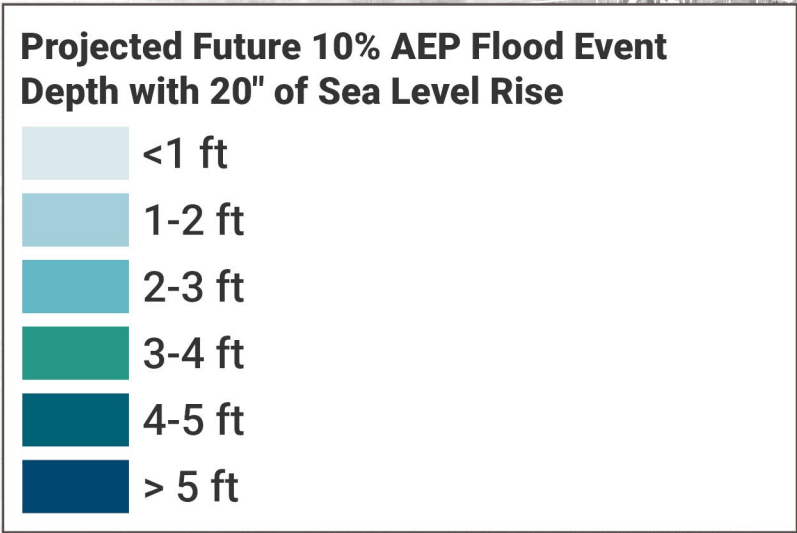 Projected Future 10% AEP Flood Event
Depth with 20" of Sea Level Rise
<1 ft
1-2 ft
2-3 ft
3-4 ft
4-5 ft
> 5 ft